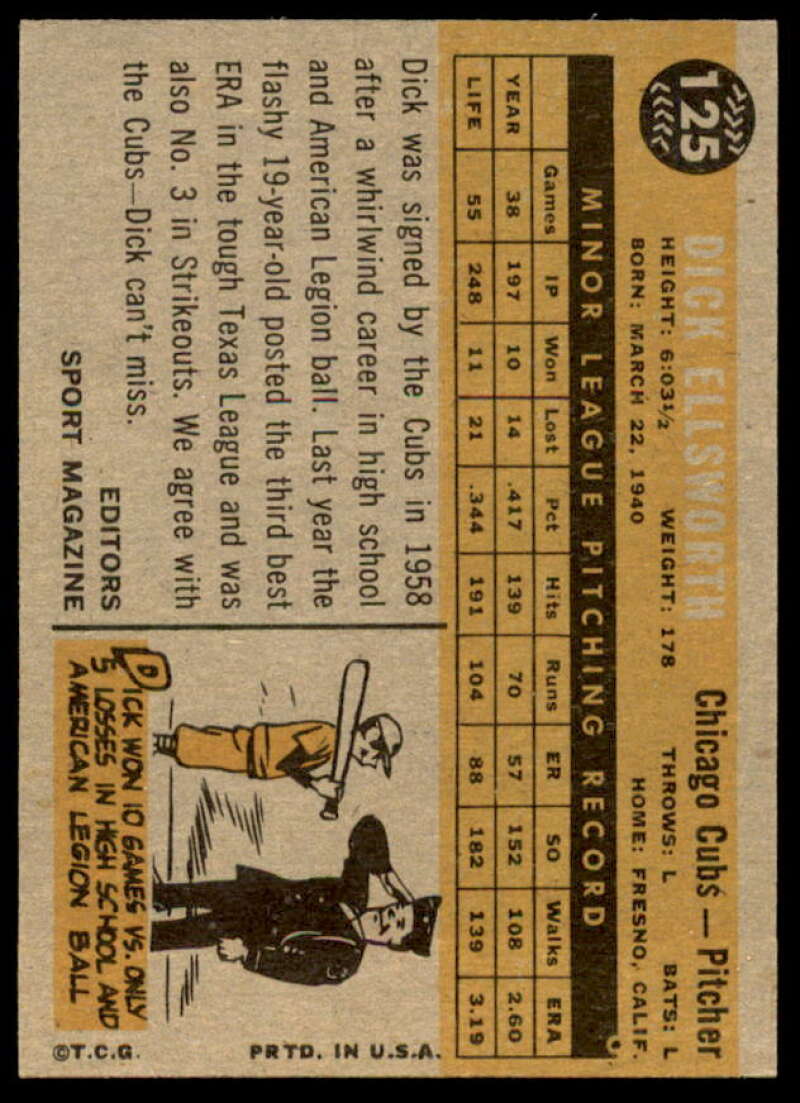 125
DICK ELLSWORTH Chicago Cubs — Pitcher
HEIGHT: 6:03½ WEIGHT: 178 THROWS: L BATS: L
BORN: MARCH 22, 1940 HOME: FRESNO, CALIF.
MINOR LEAGUE PITCHING RECORD
Games IP Won Lost Pct Hits Runs ER SO Walks ERA
YEAR 38 197 10 14 .417 139 70 57 152 108 2.60
LIFE 55 248 11 21 .344 191 104 88 182 139 3.19
Dick was signed by the Cubs in 1958
after a whirlwind career in high school
and American Legion ball. Last year the
flashy 19-year-old posted the third best
ERA in the tough Texas League and was
also No. 3 in Strikeouts. We agree with
the Cubs—Dick can't miss.
EDITORS
SPORT MAGAZINE
DICK WON 10 GAMES VS. ONLY
5 LOSSES IN HIGH SCHOOL AND
AMERICAN LEGION BALL
©T.C.G. PRTD. IN U.S.A.